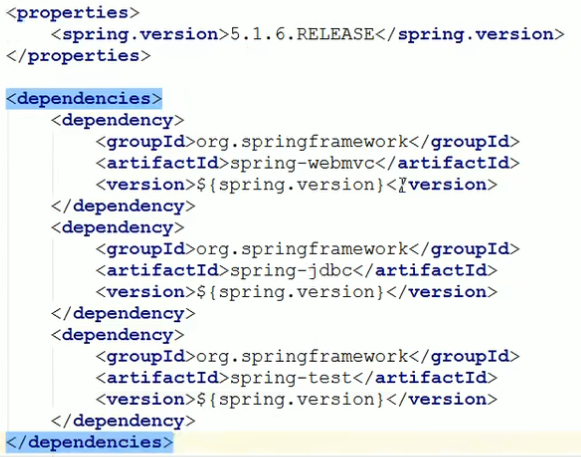 <properties>
    <spring.version>5.1.6.RELEASE</spring.version>
</properties>

<dependencies>
    <dependency>
        <groupId>org.springframework</groupId>
        <artifactId>spring-webmvc</artifactId>
        <version>${spring.version}</version>
    </dependency>
    <dependency>
        <groupId>org.springframework</groupId>
        <artifactId>spring-jdbc</artifactId>
        <version>${spring.version}</version>
    </dependency>
    <dependency>
        <groupId>org.springframework</groupId>
        <artifactId>spring-test</artifactId>
        <version>${spring.version}</version>
    </dependency>
</dependencies>